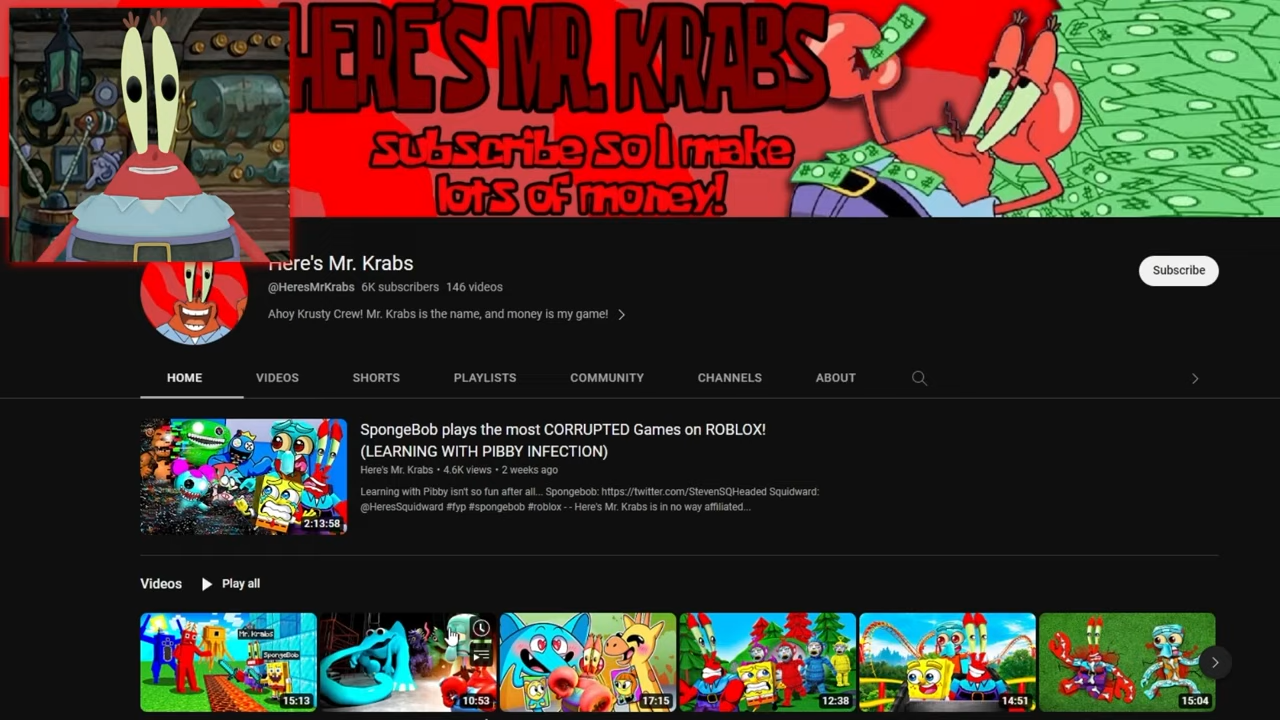 HERE'S MR. KRABS
subscribe so I make
lots of money!
Here's Mr. Krabs
@HeresMrKrabs 6K subscribers 146 videos
Subscribe
Ahoy Krusty Crew! Mr. Krabs is the name, and money is my game!
HOME VIDEOS SHORTS PLAYLISTS COMMUNITY CHANNELS ABOUT
SpongeBob plays the most CORRUPTED Games on ROBLOX!
(LEARNING WITH PIBBY INFECTION)
Here's Mr. Krabs • 4.6K views • 2 weeks ago
Learning with Pibby isn't so fun after all... Spongebob: https://twitter.com/StevenSQHeaded Squidward:
@HeresSquidward #fyp #spongebob #roblox - - Here's Mr. Krabs is in no way affiliated...
2:13:58
Videos Play all
Mr. Krabs
SpongeBob
15:13 10:53 17:15 12:38 14:51 15:04